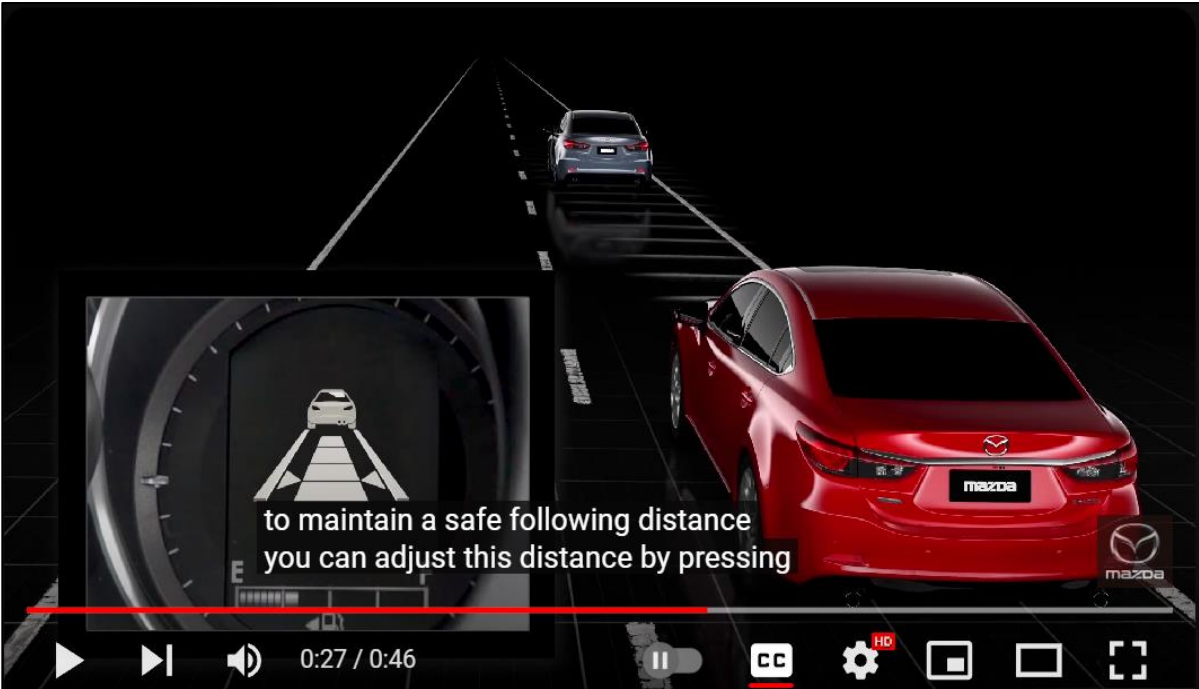 mazda
to maintain a safe following distance
you can adjust this distance by pressing
mazda
E
0:27 / 0:46
CC
HD